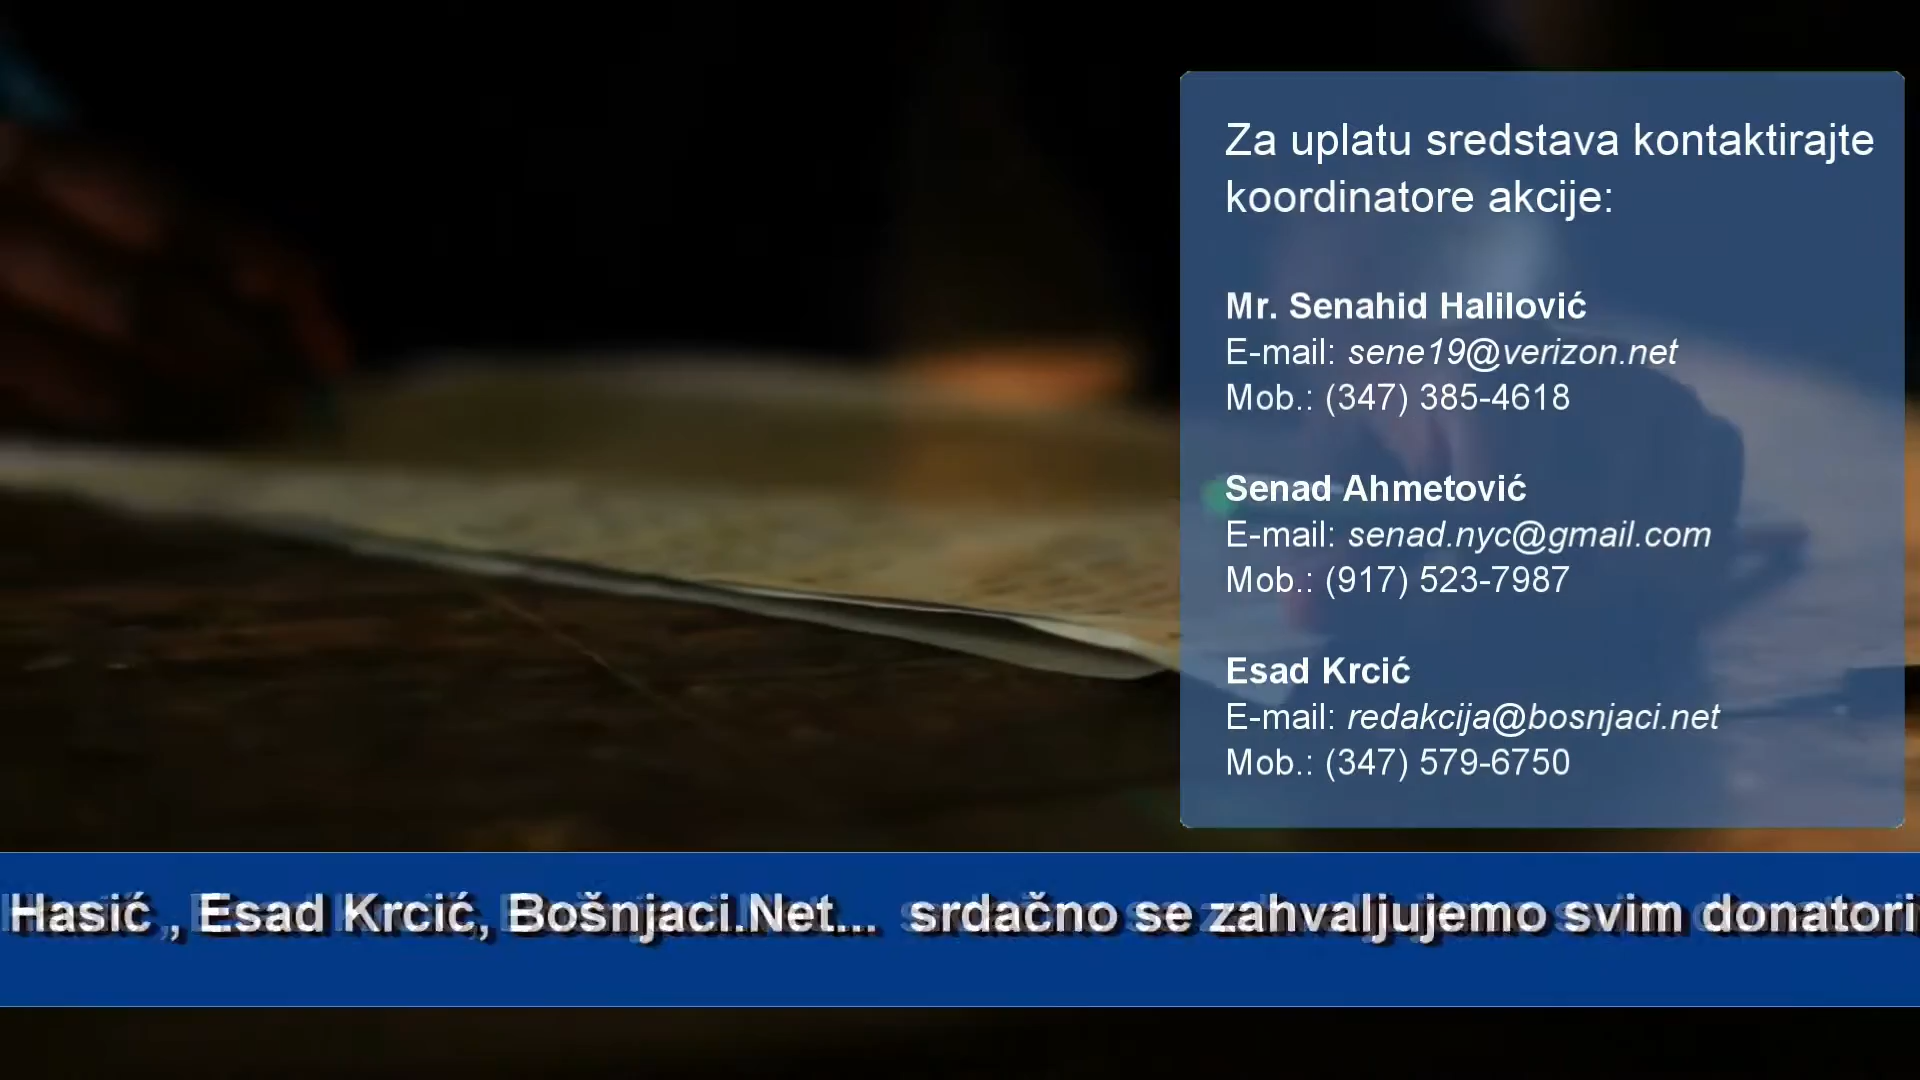 Za uplatu sredstava kontaktirajte
koordinatore akcije:
Mr. Senahid Halilović
E-mail: sene19@verizon.net
Mob.: (347) 385-4618
Senad Ahmetović
E-mail: senad.nyc@gmail.com
Mob.: (917) 523-7987
Esad Krcić
E-mail: redakcija@bosnjaci.net
Mob.: (347) 579-6750
Hasić , Esad Krcić, Bošnjaci.Net... srdačno se zahvaljujemo svim donatori